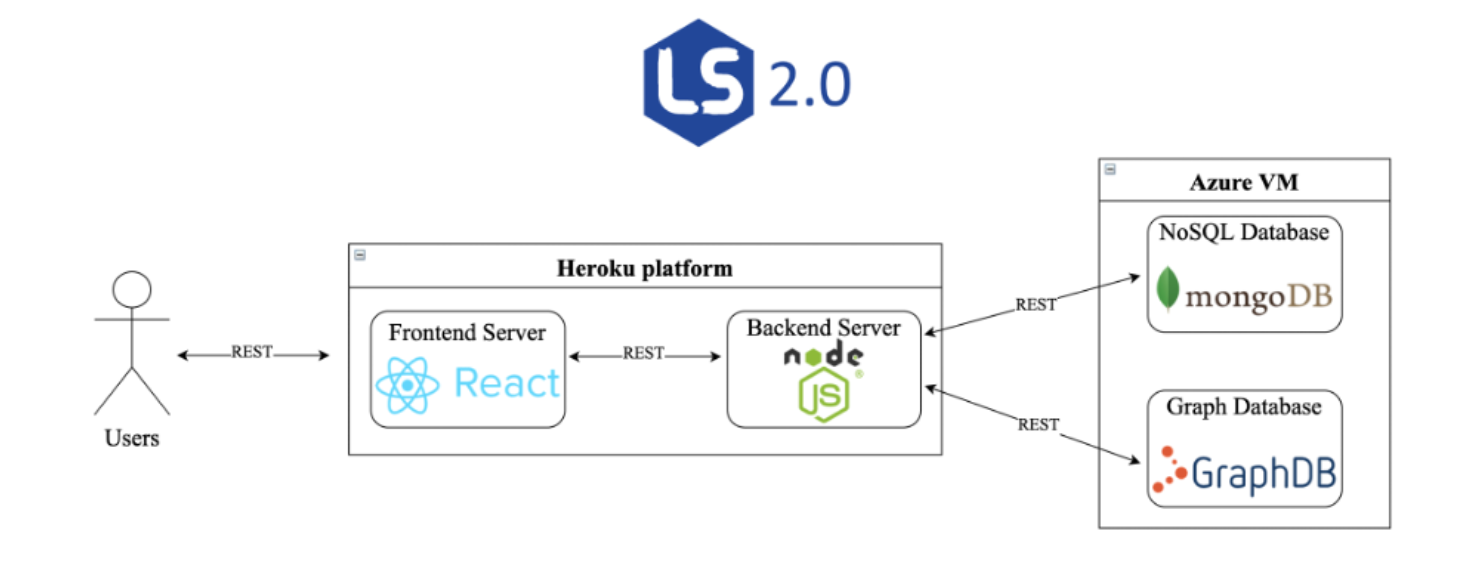 LS 2.0
Azure VM
NoSQL Database
mongoDB
Heroku platform
Frontend Server
React
Backend Server
node
JS
®
REST
REST
REST
REST
Graph Database
GraphDB
Users